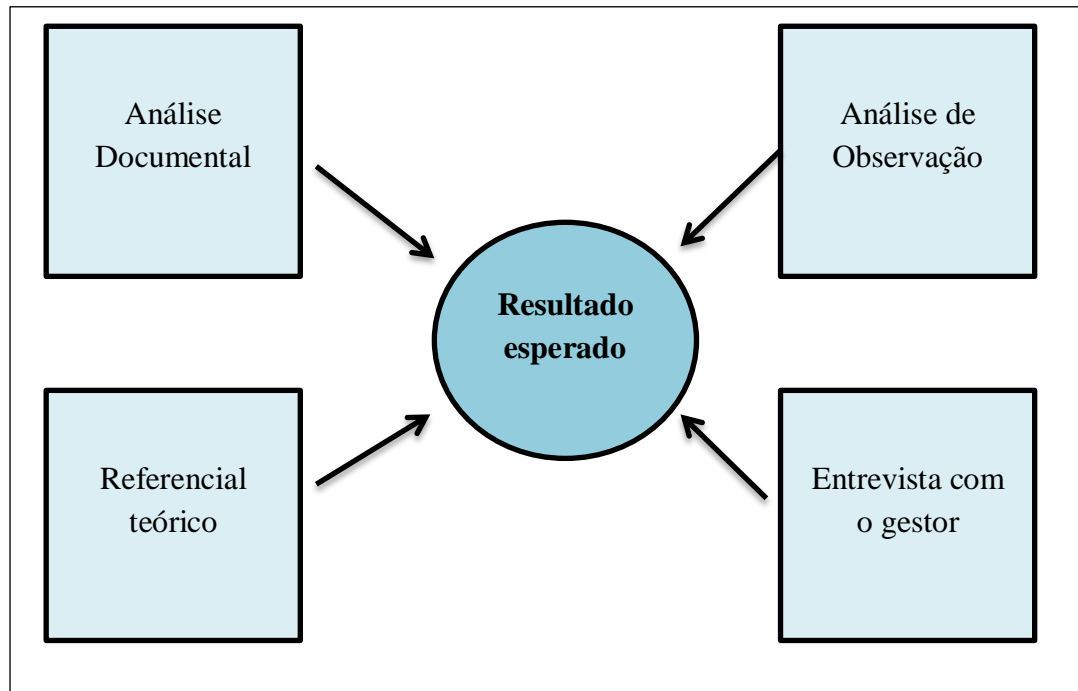 Análise
Documental
Análise de
Observação
Resultado
esperado
Referencial
teórico
Entrevista com
o gestor